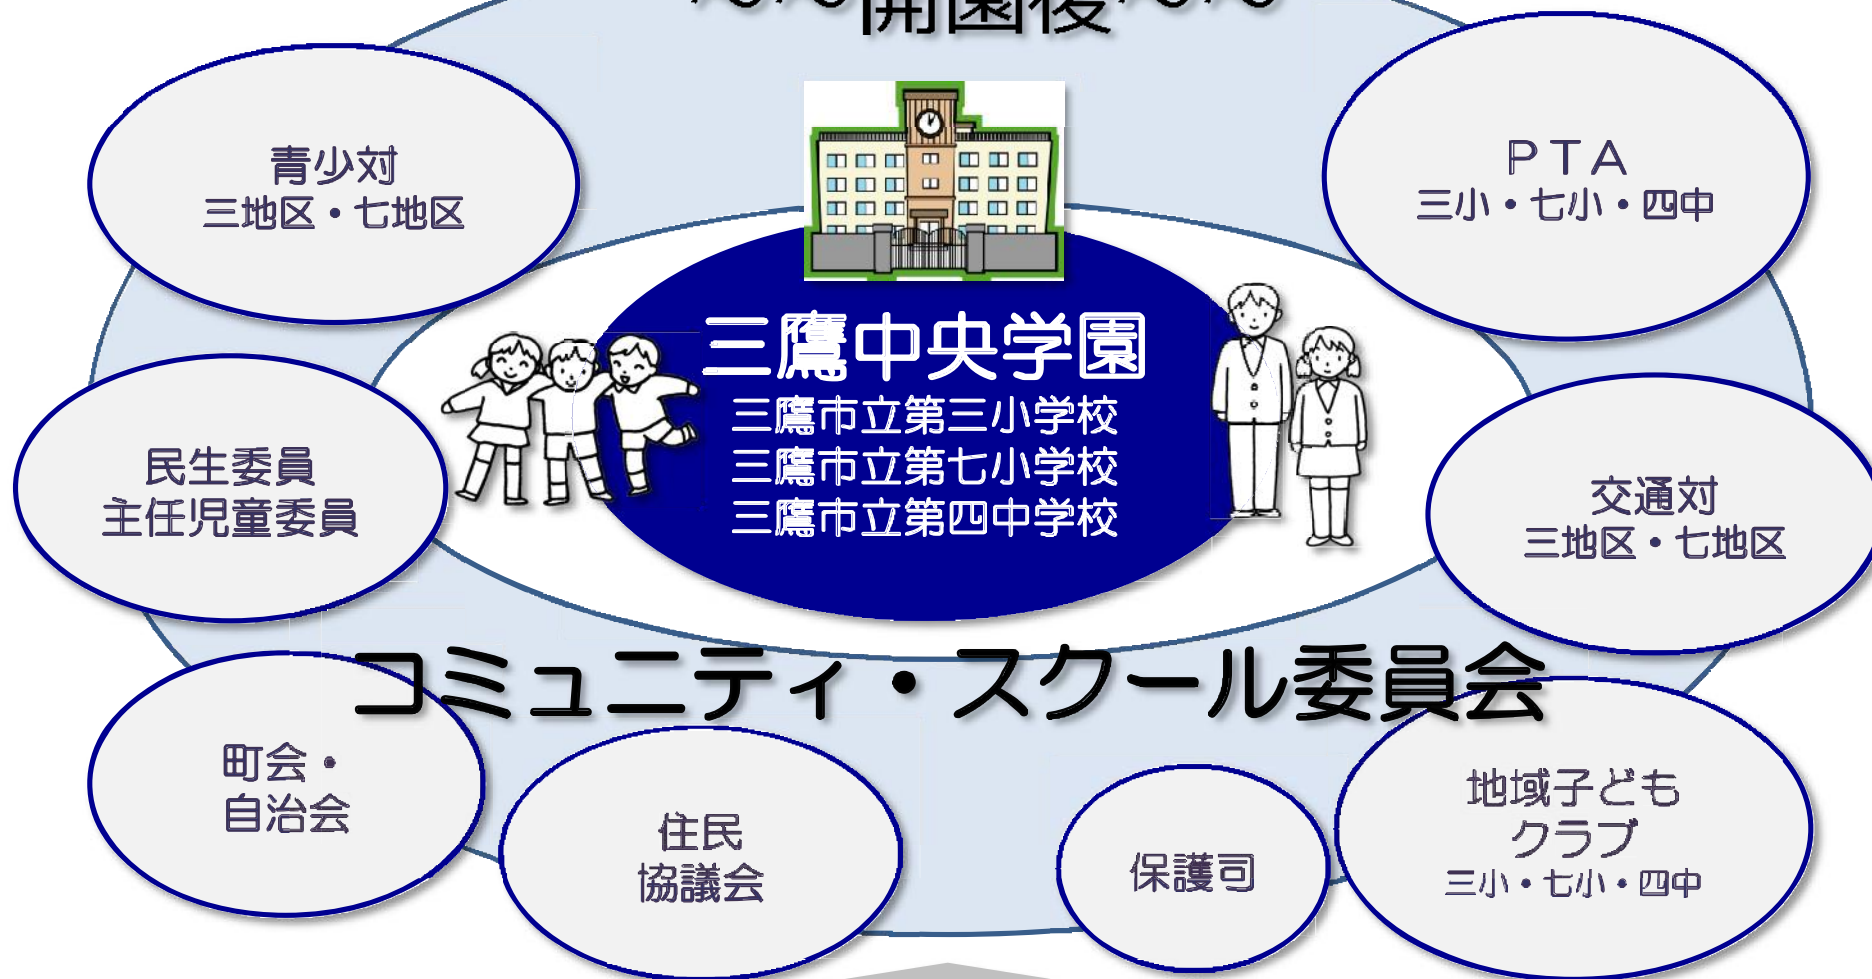 開園後
青少対
三地区・七地区
ＰＴＡ
三小・七小・四中
三鷹中央学園
三鷹市立第三小学校
三鷹市立第七小学校
三鷹市立第四中学校
民生委員
主任児童委員
交通対
三地区・七地区
コミュニティ・スクール委員会
町会・
自治会
住民
協議会
保護司
地域子ども
クラブ
三小・七小・四中